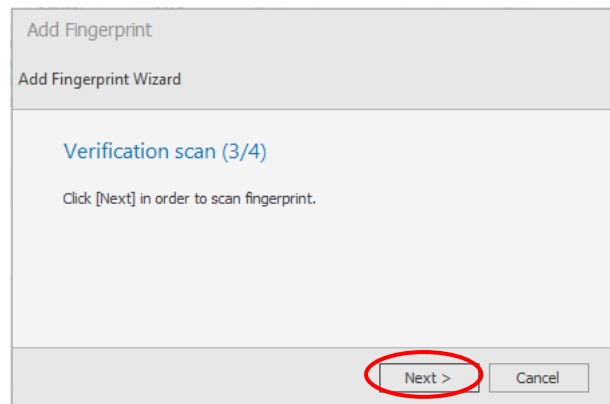 Add Fingerprint
Add Fingerprint Wizard
Verification scan (3/4)
Click [Next] in order to scan fingerprint.
Next > Cancel